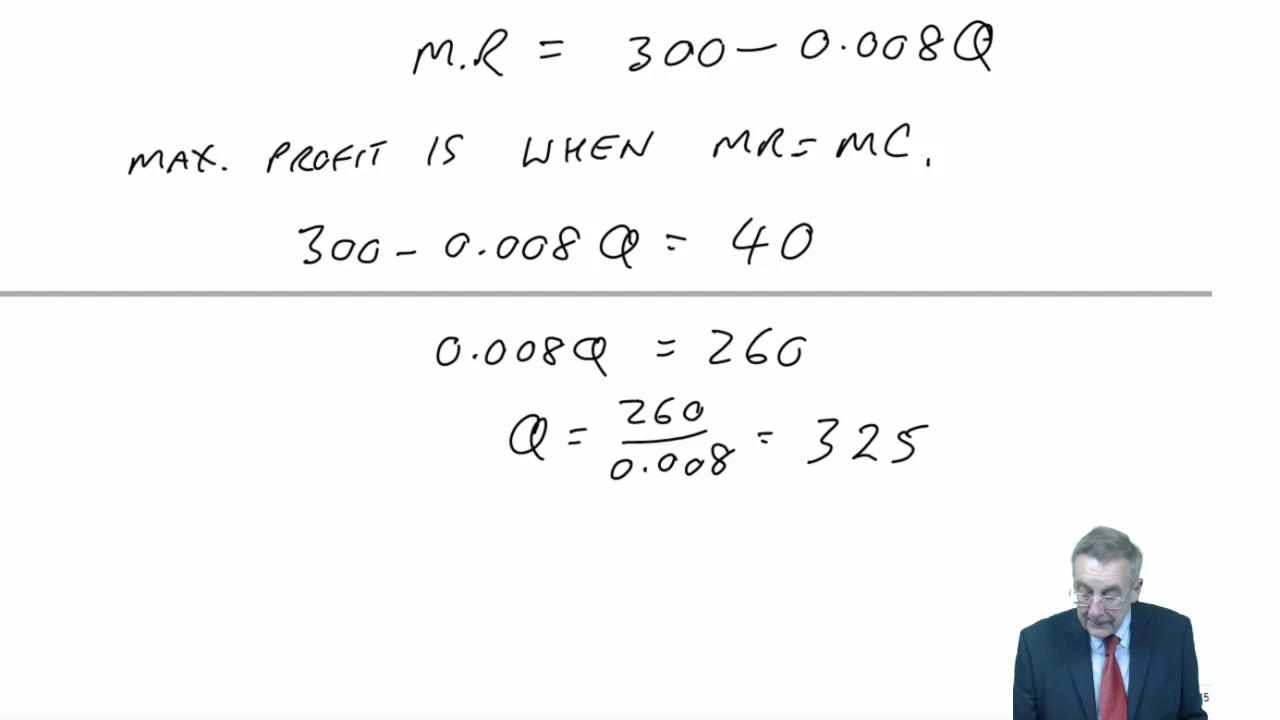 M.R = 300 - 0.008Q
MAX. PROFIT IS WHEN MR = MC.
300 - 0.008Q = 40
0.008Q = 260
Q = 260/0.008 = 325